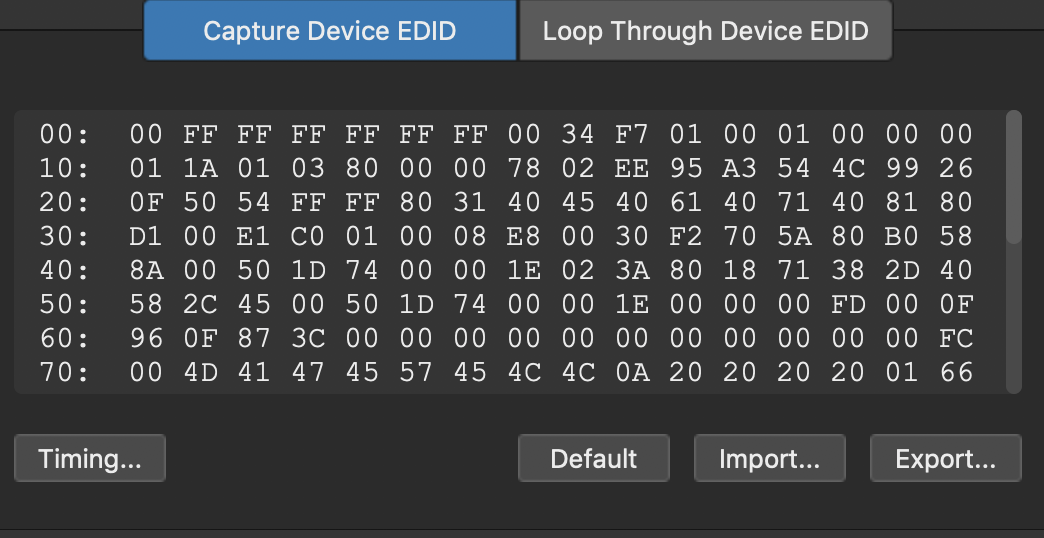 Capture Device EDID
Loop Through Device EDID
00: 00 FF FF FF FF FF FF 00 34 F7 01 00 01 00 00 00
10: 01 1A 01 03 80 00 00 78 02 EE 95 A3 54 4C 99 26
20: 0F 50 54 FF FF 80 31 40 45 40 61 40 71 40 81 80
30: D1 00 E1 C0 01 00 08 E8 00 30 F2 70 5A 80 B0 58
40: 8A 00 50 1D 74 00 00 1E 02 3A 80 18 71 38 2D 40
50: 58 2C 45 00 50 1D 74 00 00 1E 00 00 00 FD 00 0F
60: 96 0F 87 3C 00 00 00 00 00 00 00 00 00 00 00 FC
70: 00 4D 41 47 45 57 45 4C 4C 0A 20 20 20 20 01 66
Timing...
Default
Import...
Export...